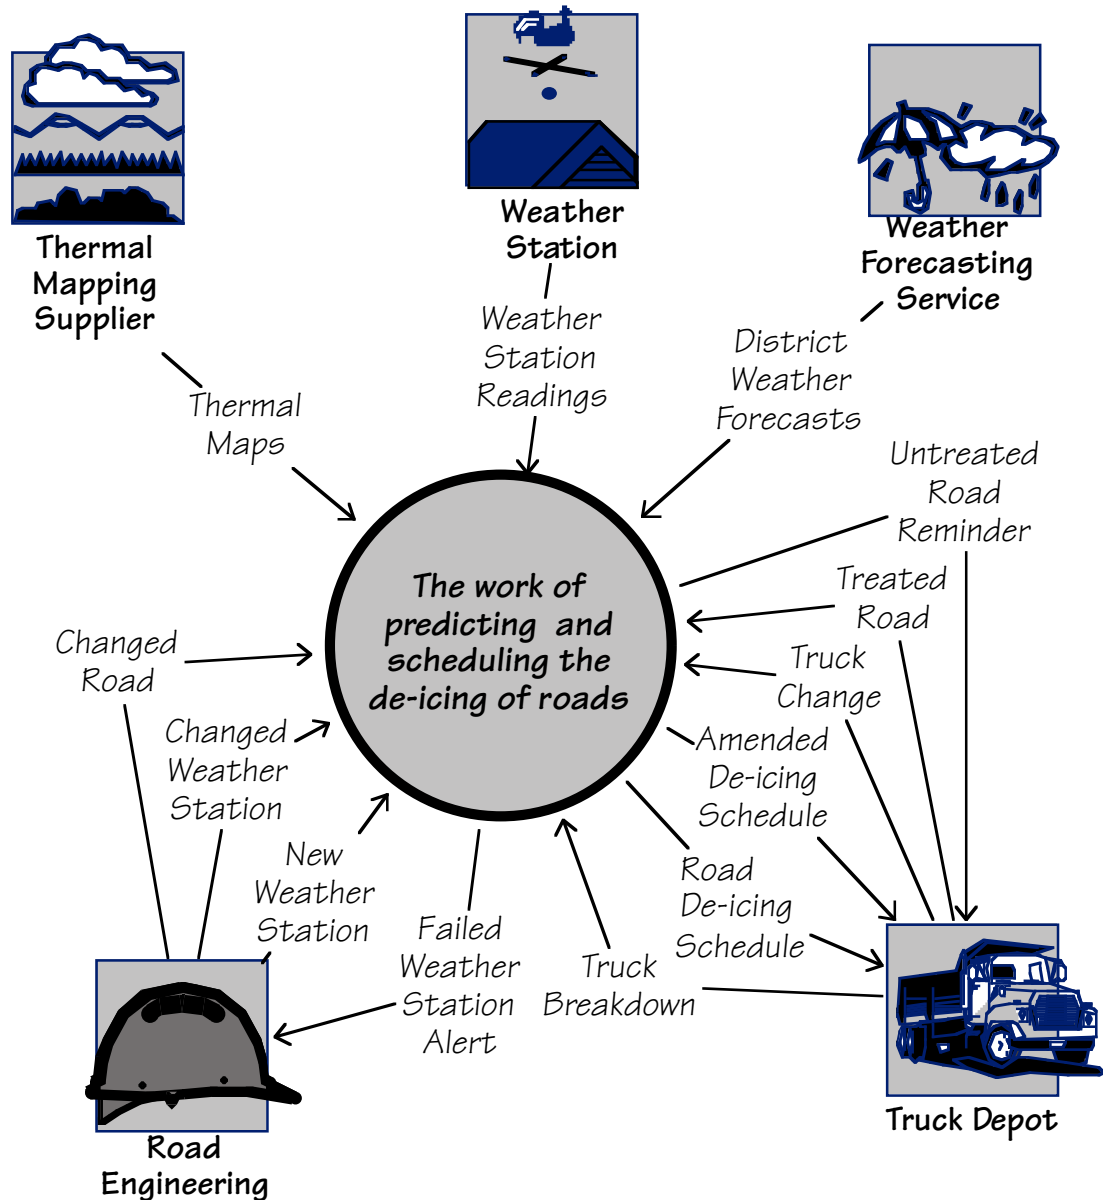 Thermal
Mapping
Supplier
Weather
Station
Weather
Forecasting
Service
Thermal
Maps
Weather
Station
Readings
District
Weather
Forecasts
Untreated
Road
Reminder
Treated
Road
Truck
Change
Amended
De-icing
Schedule
Road
De-icing
Schedule
The work of
predicting and
scheduling the
de-icing of roads
Changed
Road
Changed
Weather
Station
New
Weather
Station
Failed
Weather
Station
Alert
Truck
Breakdown
Road
Engineering
Truck Depot